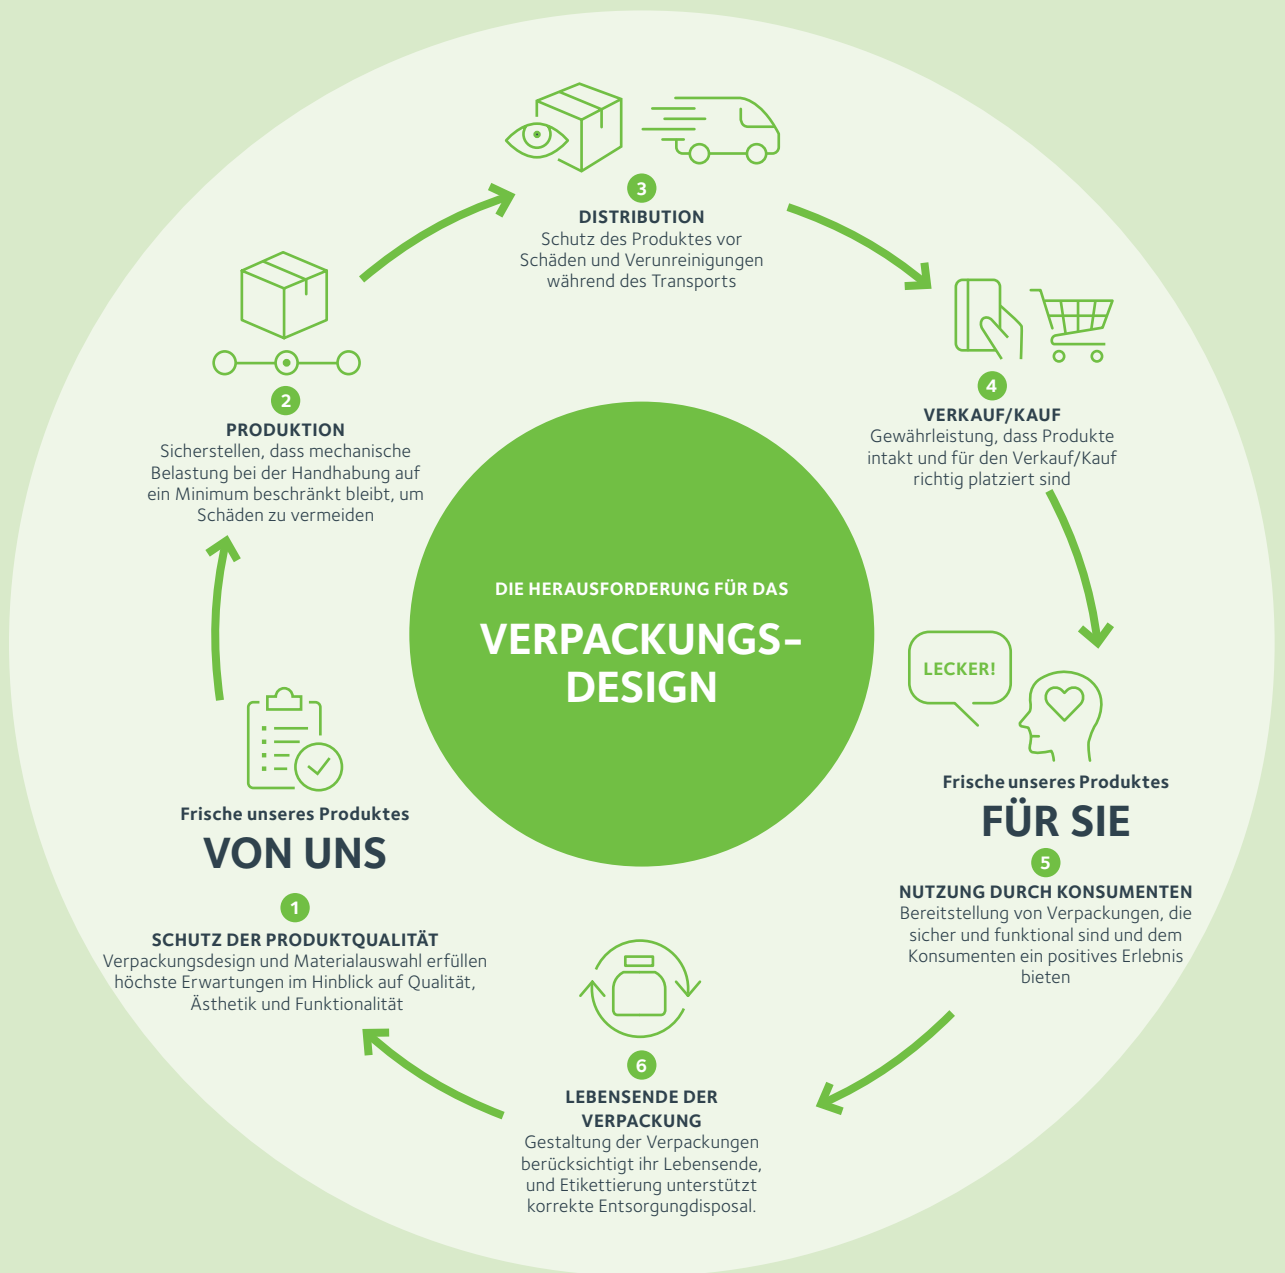 DIE HERAUSFORDERUNG FÜR DAS
VERPACKUNGS-
DESIGN
Frische unseres Produktes
VON UNS
1
SCHUTZ DER PRODUKTQUALITÄT
Verpackungsdesign und Materialauswahl erfüllen
höchste Erwartungen im Hinblick auf Qualität,
Ästhetik und Funktionalität
2
PRODUKTION
Sicherstellen, dass mechanische
Belastung bei der Handhabung auf
ein Minimum beschränkt bleibt, um
Schäden zu vermeiden
3
DISTRIBUTION
Schutz des Produktes vor
Schäden und Verunreinigungen
während des Transports
4
VERKAUF/KAUF
Gewährleistung, dass Produkte
intakt und für den Verkauf/Kauf
richtig platziert sind
LECKER!
Frische unseres Produktes
FÜR SIE
5
NUTZUNG DURCH KONSUMENTEN
Bereitstellung von Verpackungen, die
sicher und funktional sind und dem
Konsumenten ein positives Erlebnis
bieten
6
LEBENSENDE DER
VERPACKUNG
Gestaltung der Verpackungen
berücksichtigt ihr Lebensende,
und Etikettierung unterstützt
korrekte Entsorgungdisposal.